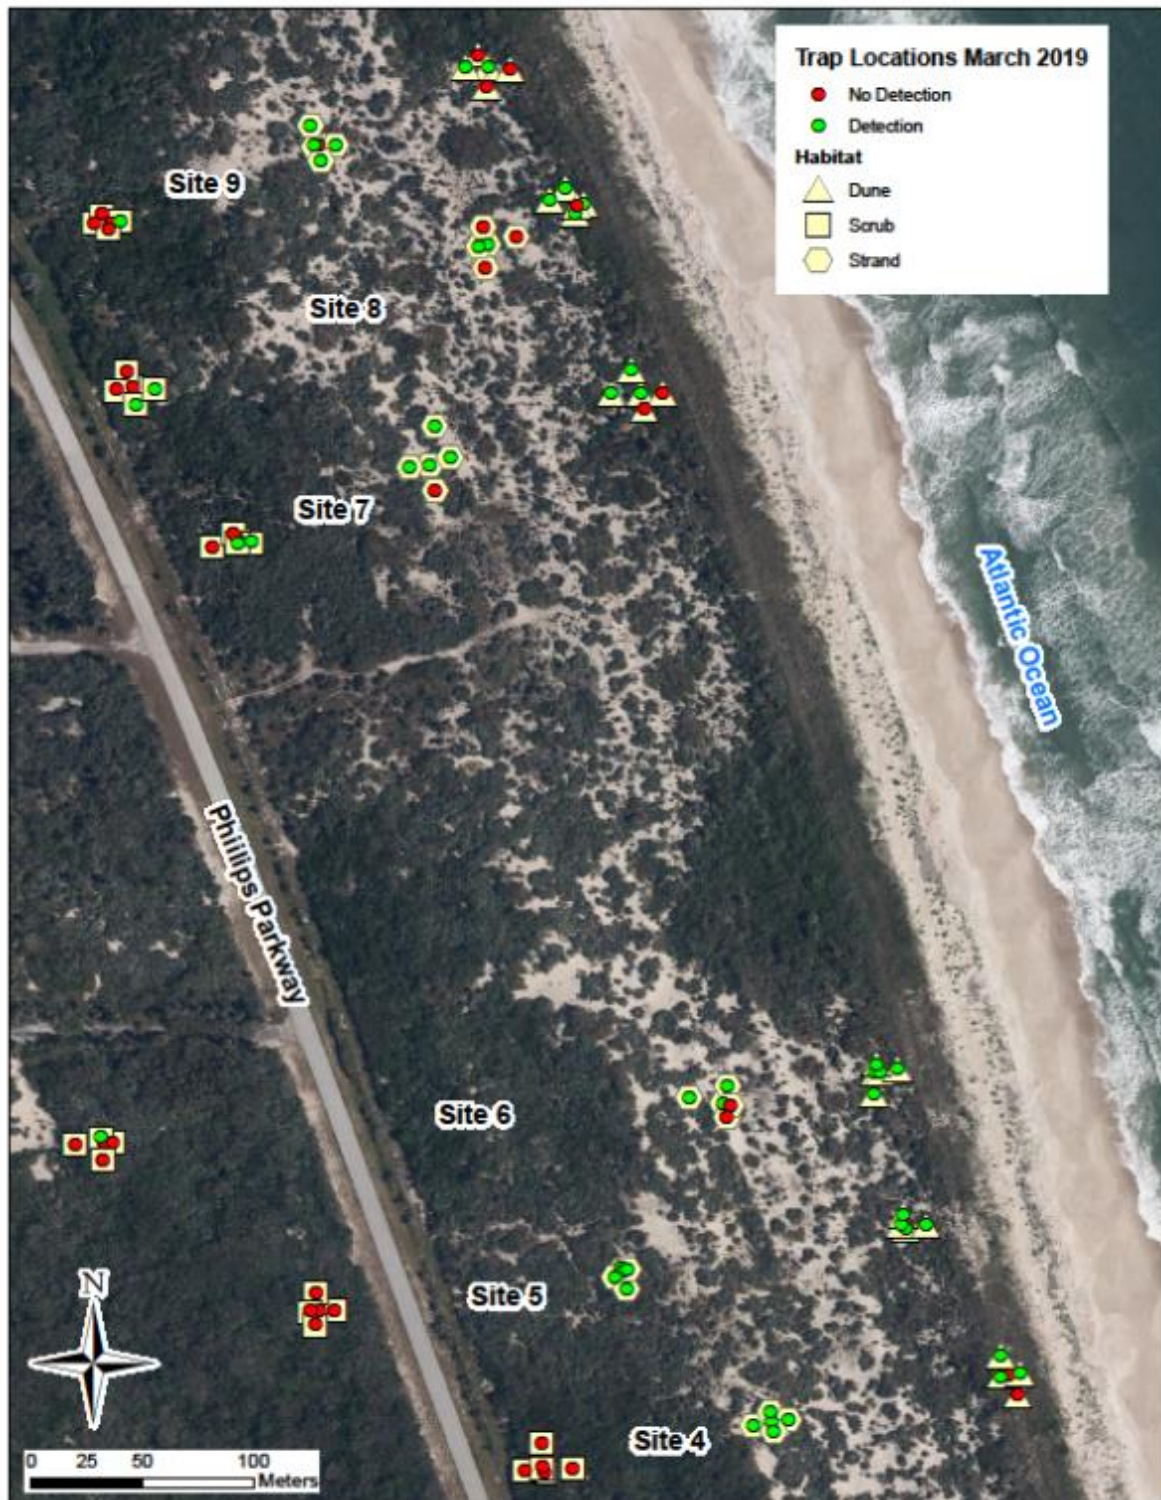 Trap Locations March 2019
No Detection
Detection
Habitat
Dune
Scrub
Strand
Site 9
Site 8
Site 7
Atlantic Ocean
Phillips Parkway
Site 6
Site 5
Site 4
N
0 25 50 100
Meters